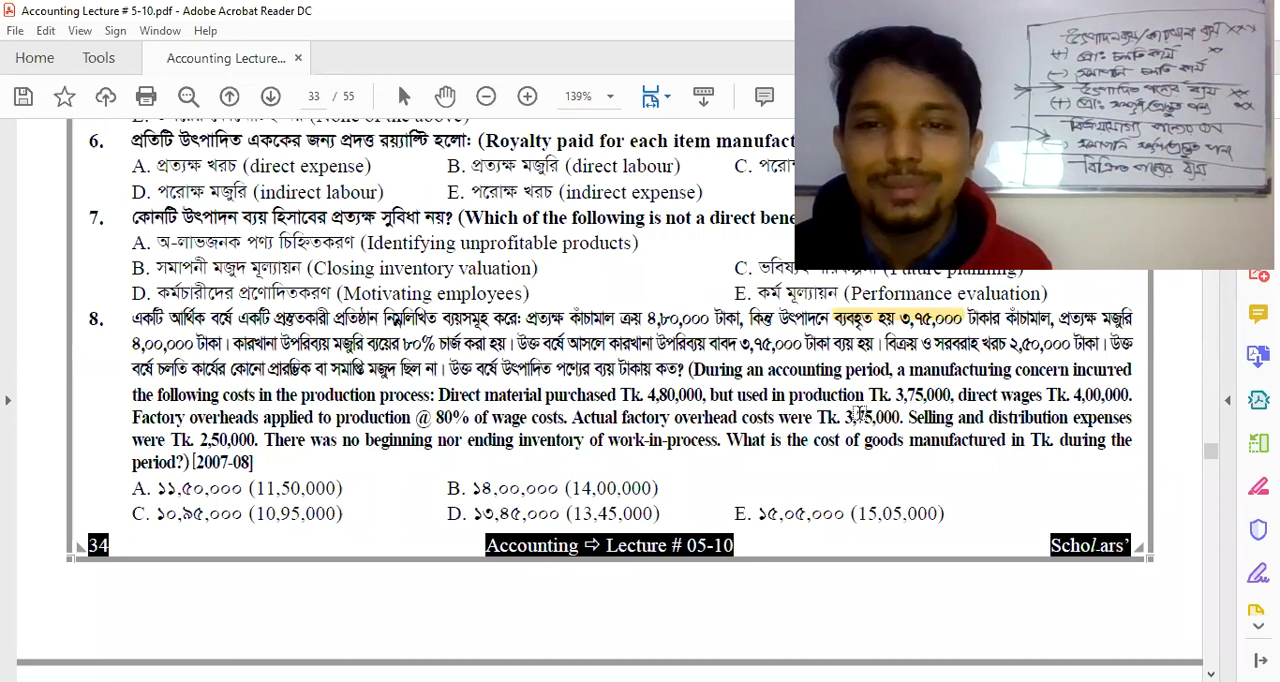 Accounting Lecture # 5-10.pdf - Adobe Acrobat Reader DC
File Edit View Sign Window Help
Home Tools Accounting Lecture... ×
33 / 55 139%
E. কোনোটিই নয় (None of the above)
6. প্রতিটি উৎপাদিত এককের জন্য প্রদত্ত রয়্যাল্টি হলো: (Royalty paid for each item manufact
A. প্রত্যক্ষ খরচ (direct expense) B. প্রত্যক্ষ মজুরি (direct labour) C. পরো
D. পরোক্ষ মজুরি (indirect labour) E. পরোক্ষ খরচ (indirect expense)
7. কোনটি উৎপাদন ব্যয় হিসাবের প্রত্যক্ষ সুবিধা নয়? (Which of the following is not a direct bene
A. অ-লাভজনক পণ্য চিহ্নিতকরণ (Identifying unprofitable products)
B. সমাপনী মজুদ মূল্যায়ন (Closing inventory valuation) C. ভবিষ্যৎ পরিকল্পনা (Future planning)
D. কর্মচারীদের প্রণোদিতকরণ (Motivating employees) E. কর্ম মূল্যায়ন (Performance evaluation)
8. একটি আর্থিক বর্ষে একটি প্রস্তুতকারী প্রতিষ্ঠান নিম্নলিখিত ব্যয়সমূহ করে: প্রত্যক্ষ কাঁচামাল ক্রয় ৪,৮০,০০০ টাকা, কিন্তু উৎপাদনে ব্যবহৃত হয় ৩,৭৫,০০০ টাকার কাঁচামাল, প্রত্যক্ষ মজুরি
৪,০০,০০০ টাকা। কারখানা উপরিব্যয় মজুরি ব্যয়ের ৮০% চার্জ করা হয়। উক্ত বর্ষে আসলে কারখানা উপরিব্যয় বাবদ ৩,৭৫,০০০ টাকা ব্যয় হয়। বিক্রয় ও সরবরাহ খরচ ২,৫০,০০০ টাকা। উক্ত
বর্ষে চলতি কার্যের কোনো প্রারম্ভিক বা সমাপ্তি মজুদ ছিল না। উক্ত বর্ষে উৎপাদিত পণ্যের ব্যয় টাকায় কত? (During an accounting period, a manufacturing concern incurred
the following costs in the production process: Direct material purchased Tk. 4,80,000, but used in production Tk. 3,75,000, direct wages Tk. 4,00,000.
Factory overheads applied to production @ 80% of wage costs. Actual factory overhead costs were Tk. 3,75,000. Selling and distribution expenses
were Tk. 2,50,000. There was no beginning nor ending inventory of work-in-process. What is the cost of goods manufactured in Tk. during the
period?) [2007-08]
A. ১১,৫০,০০০ (11,50,000) B. ১৪,০০,০০০ (14,00,000)
C. ১০,৯৫,০০০ (10,95,000) D. ১৩,৪৫,০০০ (13,45,000) E. ১৫,০৫,০০০ (15,05,000)
34 Accounting ⇨ Lecture # 05-10 Scholars'